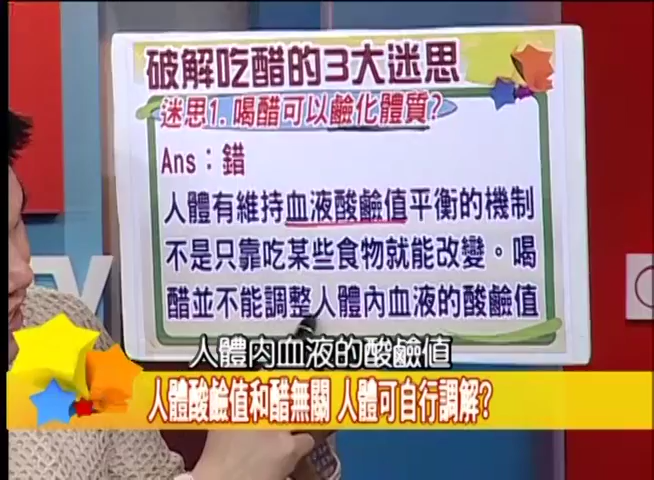 破解吃醋的3大迷思
迷思1.喝醋可以鹼化體質?
Ans：錯
人體有維持血液酸鹼值平衡的機制
不是只靠吃某些食物就能改變。喝
醋並不能調整人體內血液的酸鹼值
人體內血液的酸鹼值
人體酸鹼值和醋無關 人體可自行調解?